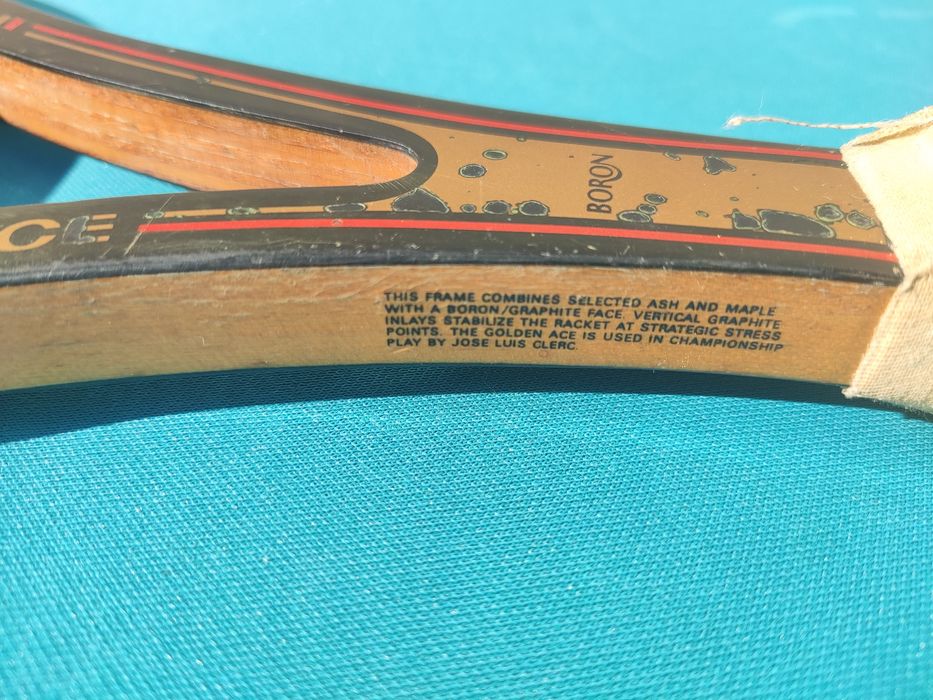 BORON
CE
THIS FRAME COMBINES SELECTED ASH AND MAPLE
WITH A BORON/GRAPHITE FACE. VERTICAL GRAPHITE
INLAYS STABILIZE THE RACKET AT STRATEGIC STRESS
POINTS. THE GOLDEN ACE IS USED IN CHAMPIONSHIP
PLAY BY JOSE LUIS CLERC.